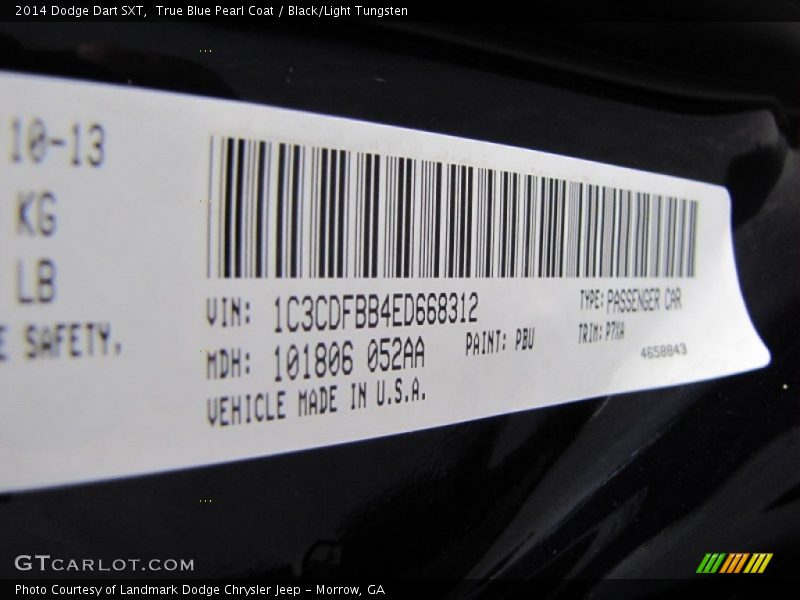 2014 Dodge Dart SXT,  True Blue Pearl Coat / Black/Light Tungsten
10-13
KG
LB
E SAFETY.
VIN: 1C3CDFBB4ED668312
TYPE: PASSENGER CAR
MDH: 101806 052AA
PAINT: PBU
TRIM: P7XA
4658843
VEHICLE MADE IN U.S.A.
GTCARLOT.COM
Photo Courtesy of Landmark Dodge Chrysler Jeep - Morrow, GA